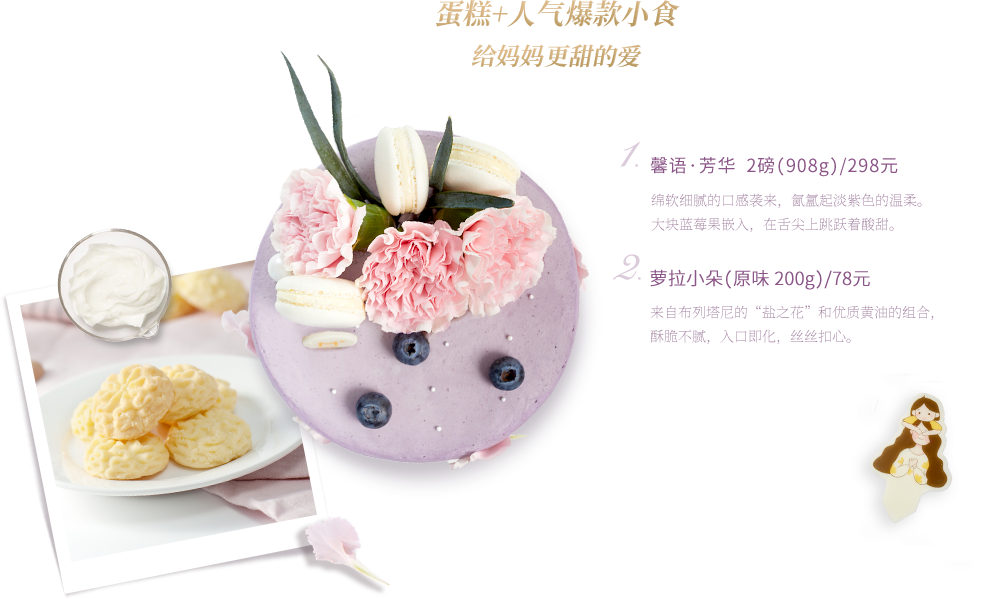 蛋糕+人气爆款小食
给妈妈更甜的爱
1.
馨语·芳华 2磅(908g)/298元
绵软细腻的口感袭来，氤氲起淡紫色的温柔。
大块蓝莓果嵌入，在舌尖上跳跃着酸甜。
2.
萝拉小朵(原味 200g)/78元
来自布列塔尼的“盐之花”和优质黄油的组合，
酥脆不腻，入口即化，丝丝扣心。